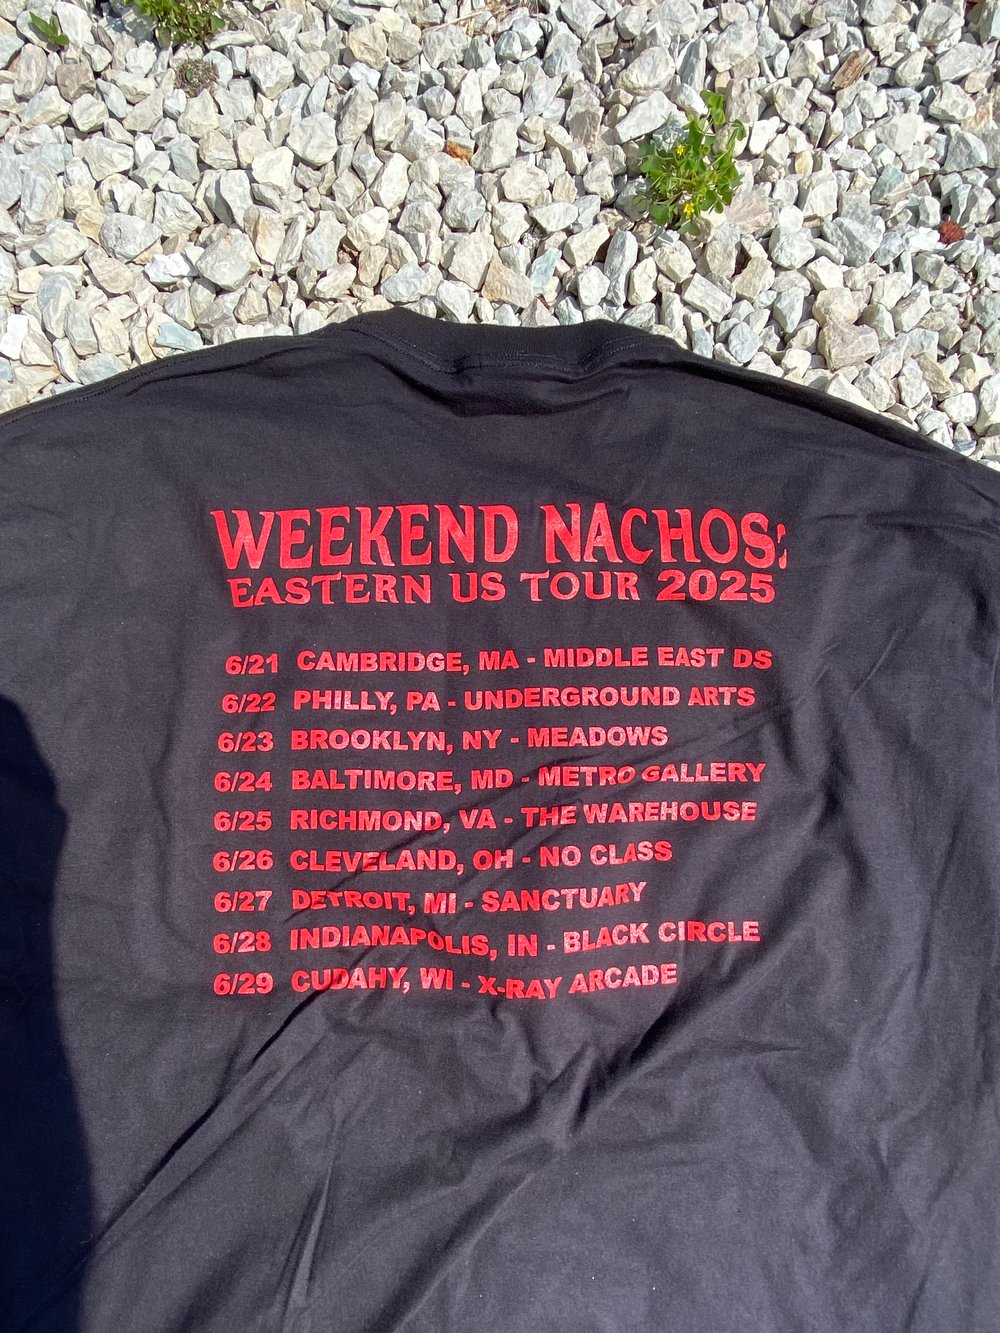 WEEKEND NACHOS:
EASTERN US TOUR 2025
6/21 CAMBRIDGE, MA - MIDDLE EAST DS
6/22 PHILLY, PA - UNDERGROUND ARTS
6/23 BROOKLYN, NY - MEADOWS
6/24 BALTIMORE, MD - METRO GALLERY
6/25 RICHMOND, VA - THE WAREHOUSE
6/26 CLEVELAND, OH - NO CLASS
6/27 DETROIT, MI - SANCTUARY
6/28 INDIANAPOLIS, IN - BLACK CIRCLE
6/29 CUDAHY, WI - X-RAY ARCADE